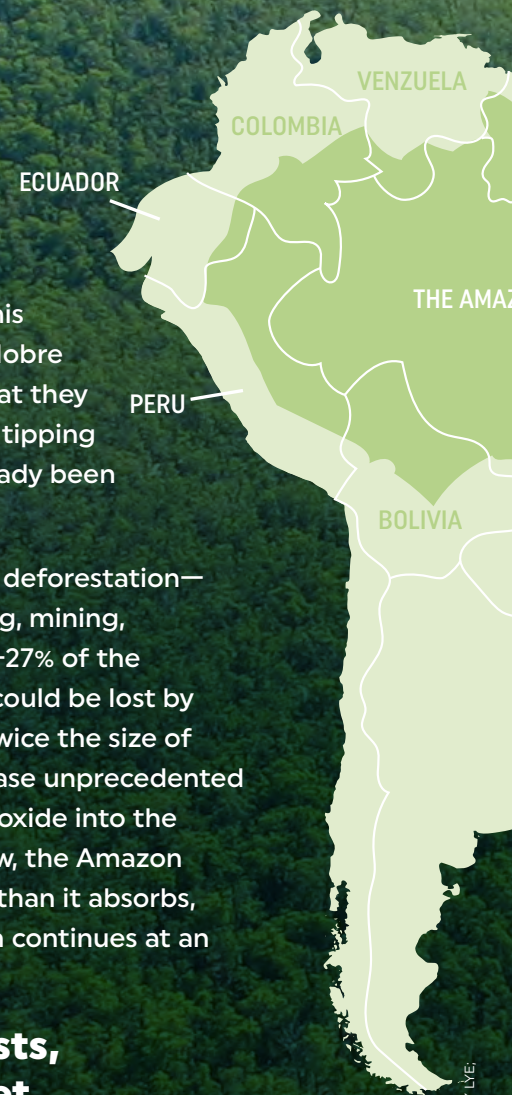 VENZUELA
COLOMBIA
ECUADOR
THE AMAZ
PERU
BOLIVIA
his
lobre
at they
tipping
ady been
deforestation—
g, mining,
–27% of the
could be lost by
wice the size of
ase unprecedented
oxide into the
w, the Amazon
than it absorbs,
n continues at an
sts,
et
LYE;